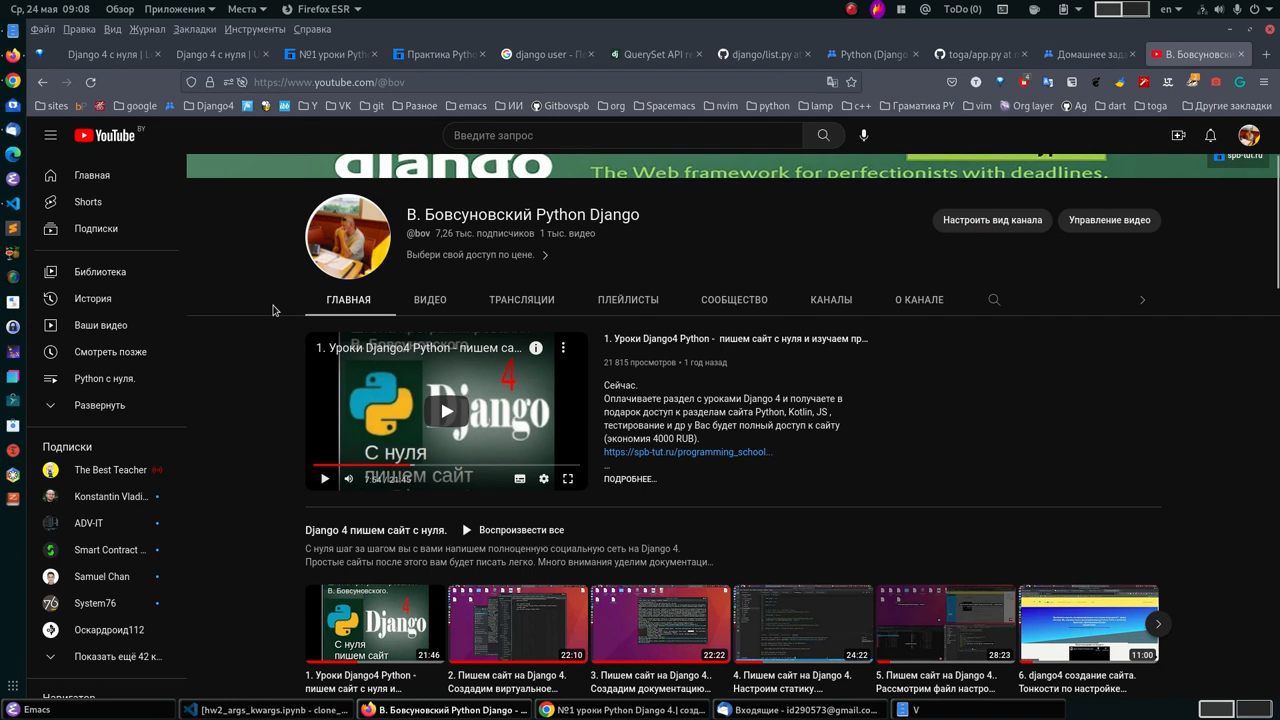 Ср, 24 мая 09:08 Обзор Приложения Места Firefox ESR ToDo (0) en
Файл Правка Вид Журнал Закладки Инструменты Справка
Django 4 с нуля | L Django 4 с нуля | U №1 уроки Python Практика Pytho django user - По QuerySet API re django/list.py at Python (Django toga/app.py at m Домашнее зада В. Бовсуновски
https://www.youtube.com/@bov
sites google Django4 Y VK git Разное emacs ИИ Gitbovspb org Spacemacs nvim python lamp c++ Граматика РУ vim Org layer Ag dart toga Другие закладки
YouTube BY
Введите запрос
django
The Web framework for perfectionists with deadlines.
spb-tut.ru
Главная
Shorts
Подписки
Библиотека
История
Ваши видео
Смотреть позже
Python с нуля.
Развернуть
Подписки
The Best Teacher
Konstantin Vladi...
ADV-IT
Smart Contract ...
Samuel Chan
System76
Оскардроид112
Показать ещё 42 к...
Навигатор
В. Бовсуновский Python Django
@bov 7,26 тыс. подписчиков 1 тыс. видео
Выбери свой доступ по цене.
Настроить вид канала Управление видео
ГЛАВНАЯ ВИДЕО ТРАНСЛЯЦИИ ПЛЕЙЛИСТЫ СООБЩЕСТВО КАНАЛЫ О КАНАЛЕ
В. Бовсуновского
1. Уроки Django4 Python - пишем са...
4
Django
С нуля
пишем сайт
1. Уроки Django4 Python - пишем сайт с нуля и изучаем пр...
21 815 просмотров • 1 год назад
Сейчас.
Оплачиваете раздел с уроками Django 4 и получаете в
подарок доступ к разделам сайта Python, Kotlin, JS ,
тестирование и др у Вас будет полный доступ к сайту
(экономия 4000 RUB).
https://spb-tut.ru/programming_school...
...
ПОДРОБНЕЕ...
Django 4 пишем сайт с нуля. Воспроизвести все
С нуля шаг за шагом вы с вами напишем полноценную социальную сеть на Django 4.
Простые сайты после этого вам будет писать легко. Много внимания уделим документаци...
В. Бовсуновского.
Django
С нуля
пишем сайт
21:46 22:10 22:22 24:22 28:23 11:00
1. Уроки Django4 Python -
пишем сайт с нуля и...
2. Пишем сайт на Django 4.
Создадим виртуальное...
3. Пишем сайт на Django 4..
Создадим документацию...
4. Пишем сайт на Django 4.
Настроим статику....
5. Пишем сайт на Django 4..
Рассмотрим файл настро...
6. django4 создание сайта.
Тонкости по настройке...
Emacs [hw2_args_kwargs.ipynb - clone_... В. Бовсуновский Python Django - ... №1 уроки Python Django 4.| созд... Входящие - id290573@gmail.co... V